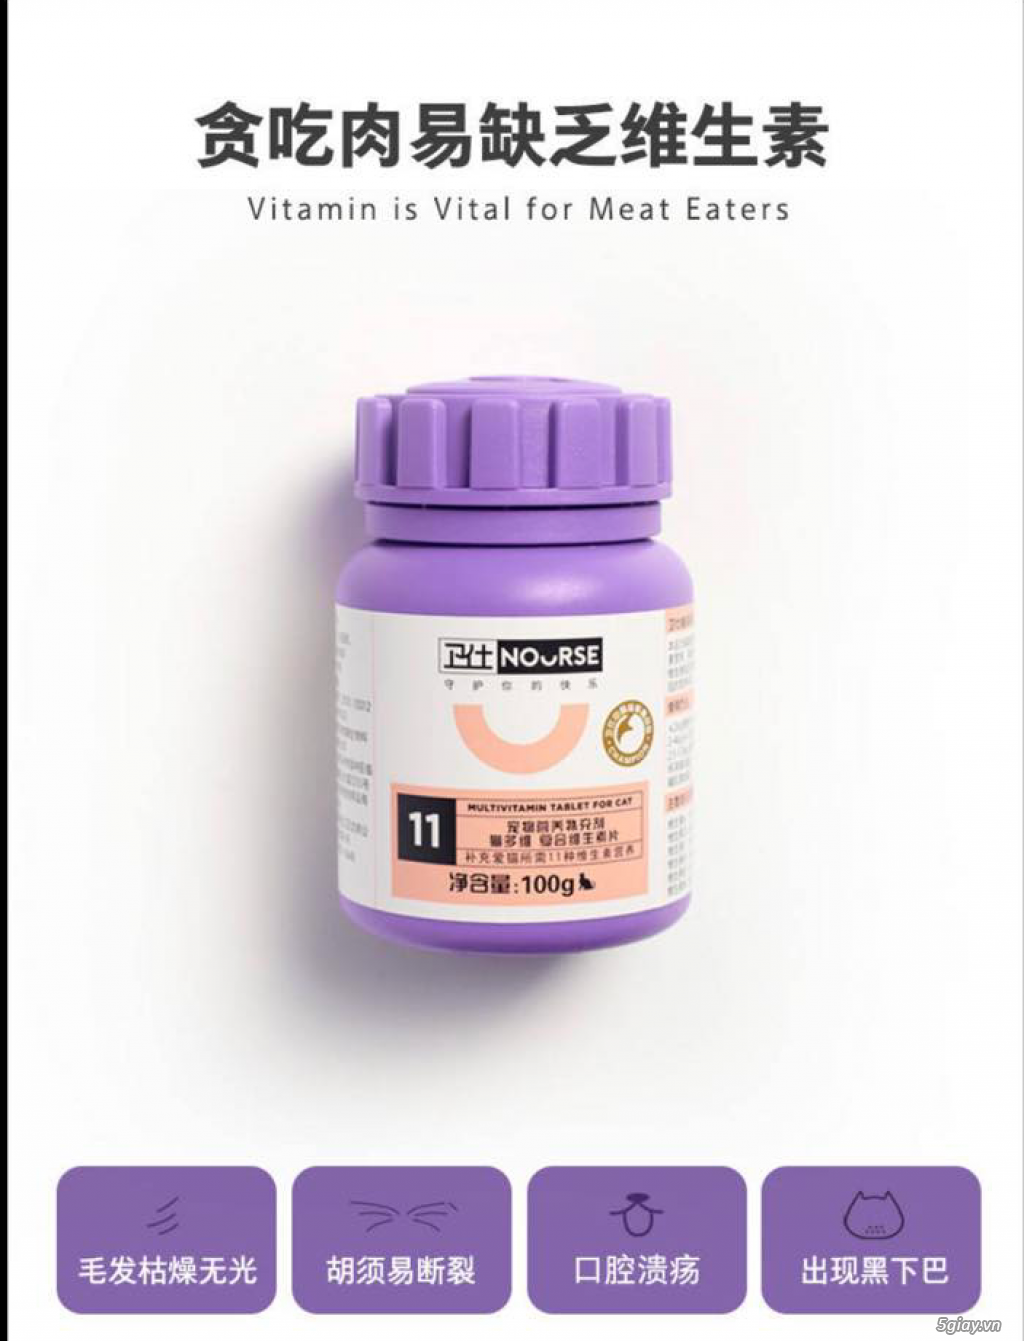 贪吃肉易缺乏维生素
Vitamin is Vital for Meat Eaters
卫仕 NOURSE
守护你的快乐
CHAMPION
11
MULTIVITAMIN TABLET FOR CAT
宠物营养补充剂
猫多维 复合维生素片
补充爱猫所需11种维生素营养
净含量:100g
毛发枯燥无光
胡须易断裂
口腔溃疡
出现黑下巴
5giay.vn